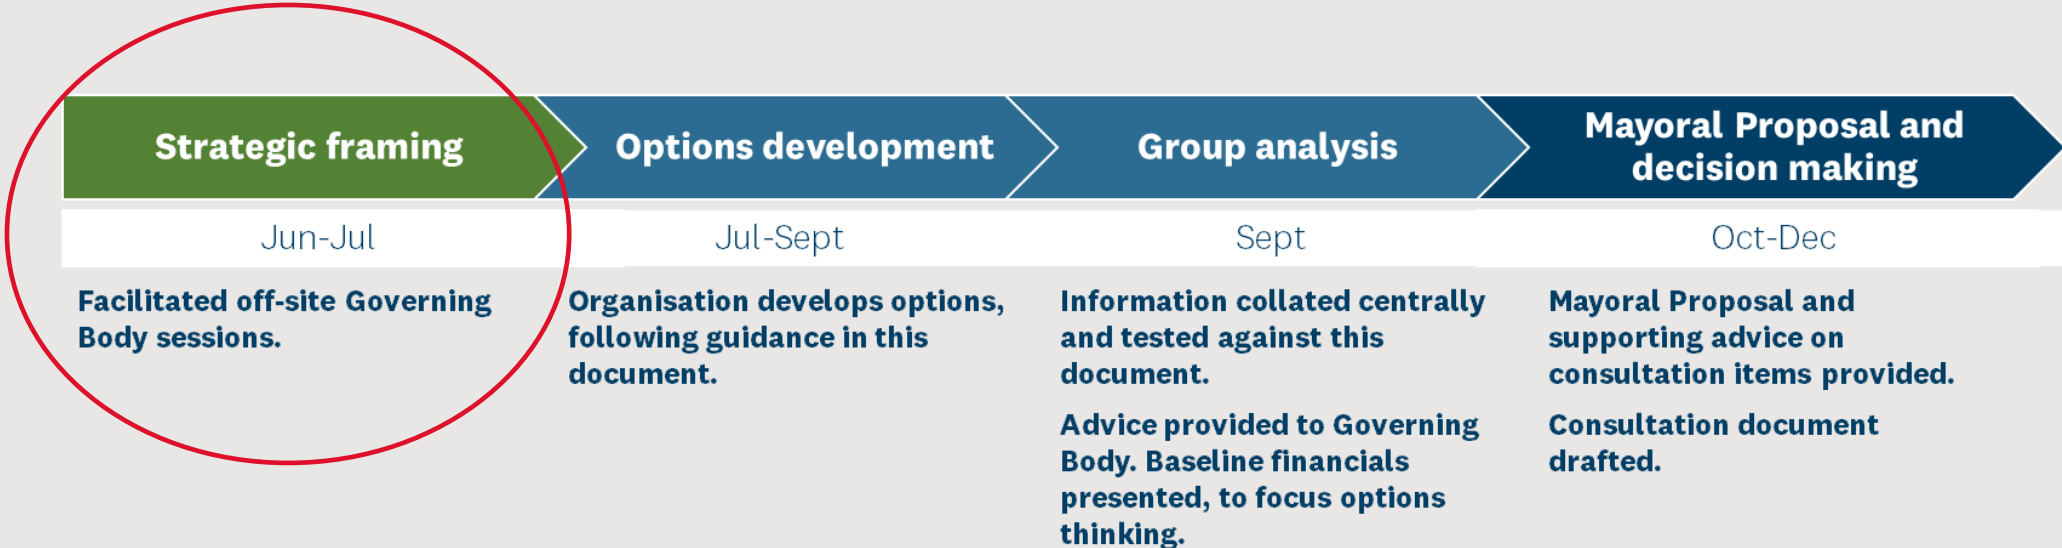 Strategic framing
Options development
Group analysis
Mayoral Proposal and
decision making
Jun-Jul
Jul-Sept
Sept
Oct-Dec
Facilitated off-site Governing
Body sessions.
Organisation develops options,
following guidance in this
document.
Information collated centrally
and tested against this
document.
Advice provided to Governing
Body. Baseline financials
presented, to focus options
thinking.
Mayoral Proposal and
supporting advice on
consultation items provided.
Consultation document
drafted.